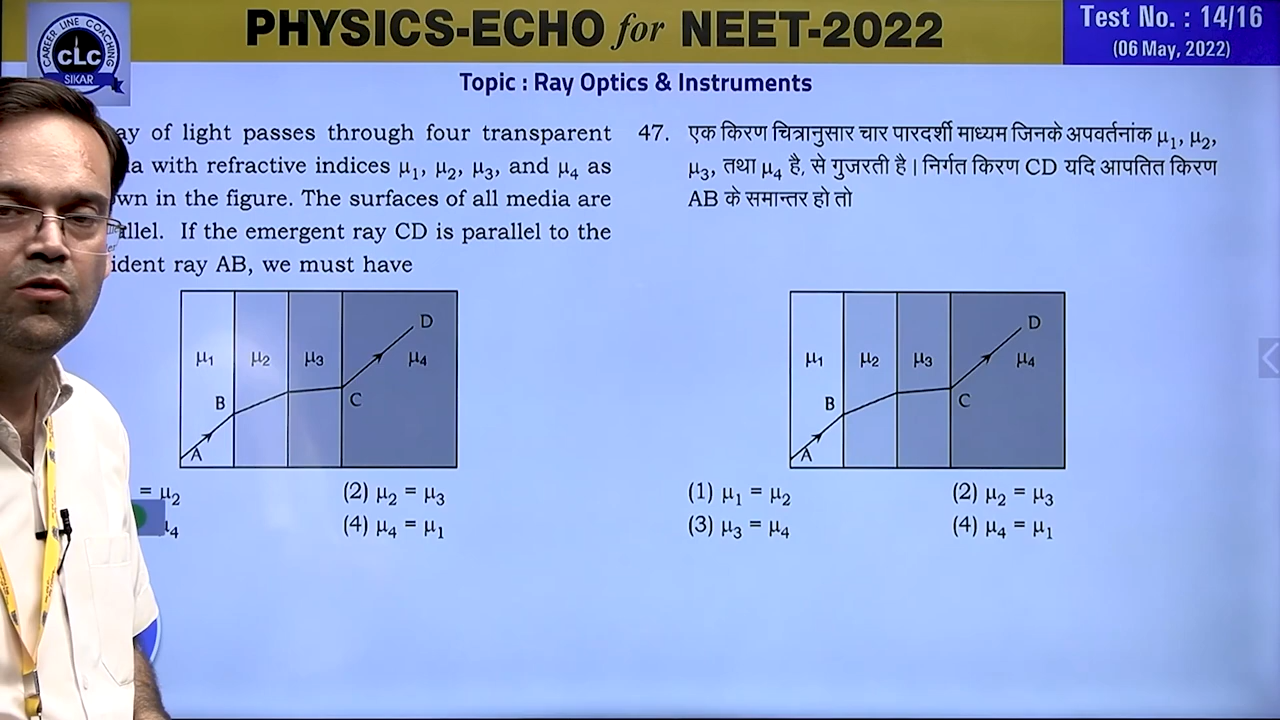 PHYSICS-ECHO for NEET-2022
Test No. : 14/16
(06 May, 2022)
CAREER LINE COACHING
CLC
SIKAR
Topic : Ray Optics & Instruments
of light passes through four transparent
with refractive indices μ₁, μ₂, μ₃, and μ₄ as
in the figure. The surfaces of all media are
If the emergent ray CD is parallel to the
ray AB, we must have
μ₁ μ₂ μ₃ μ₄
A B C D
= μ₂
(2) μ₂ = μ₃
μ₄
(4) μ₄ = μ₁
47. एक किरण चित्रानुसार चार पारदर्शी माध्यम जिनके अपवर्तनांक μ₁, μ₂,
μ₃, तथा μ₄ है, से गुजरती है। निर्गत किरण CD यदि आपतित किरण
AB के समान्तर हो तो
μ₁ μ₂ μ₃ μ₄
A B C D
(1) μ₁ = μ₂
(2) μ₂ = μ₃
(3) μ₃ = μ₄
(4) μ₄ = μ₁